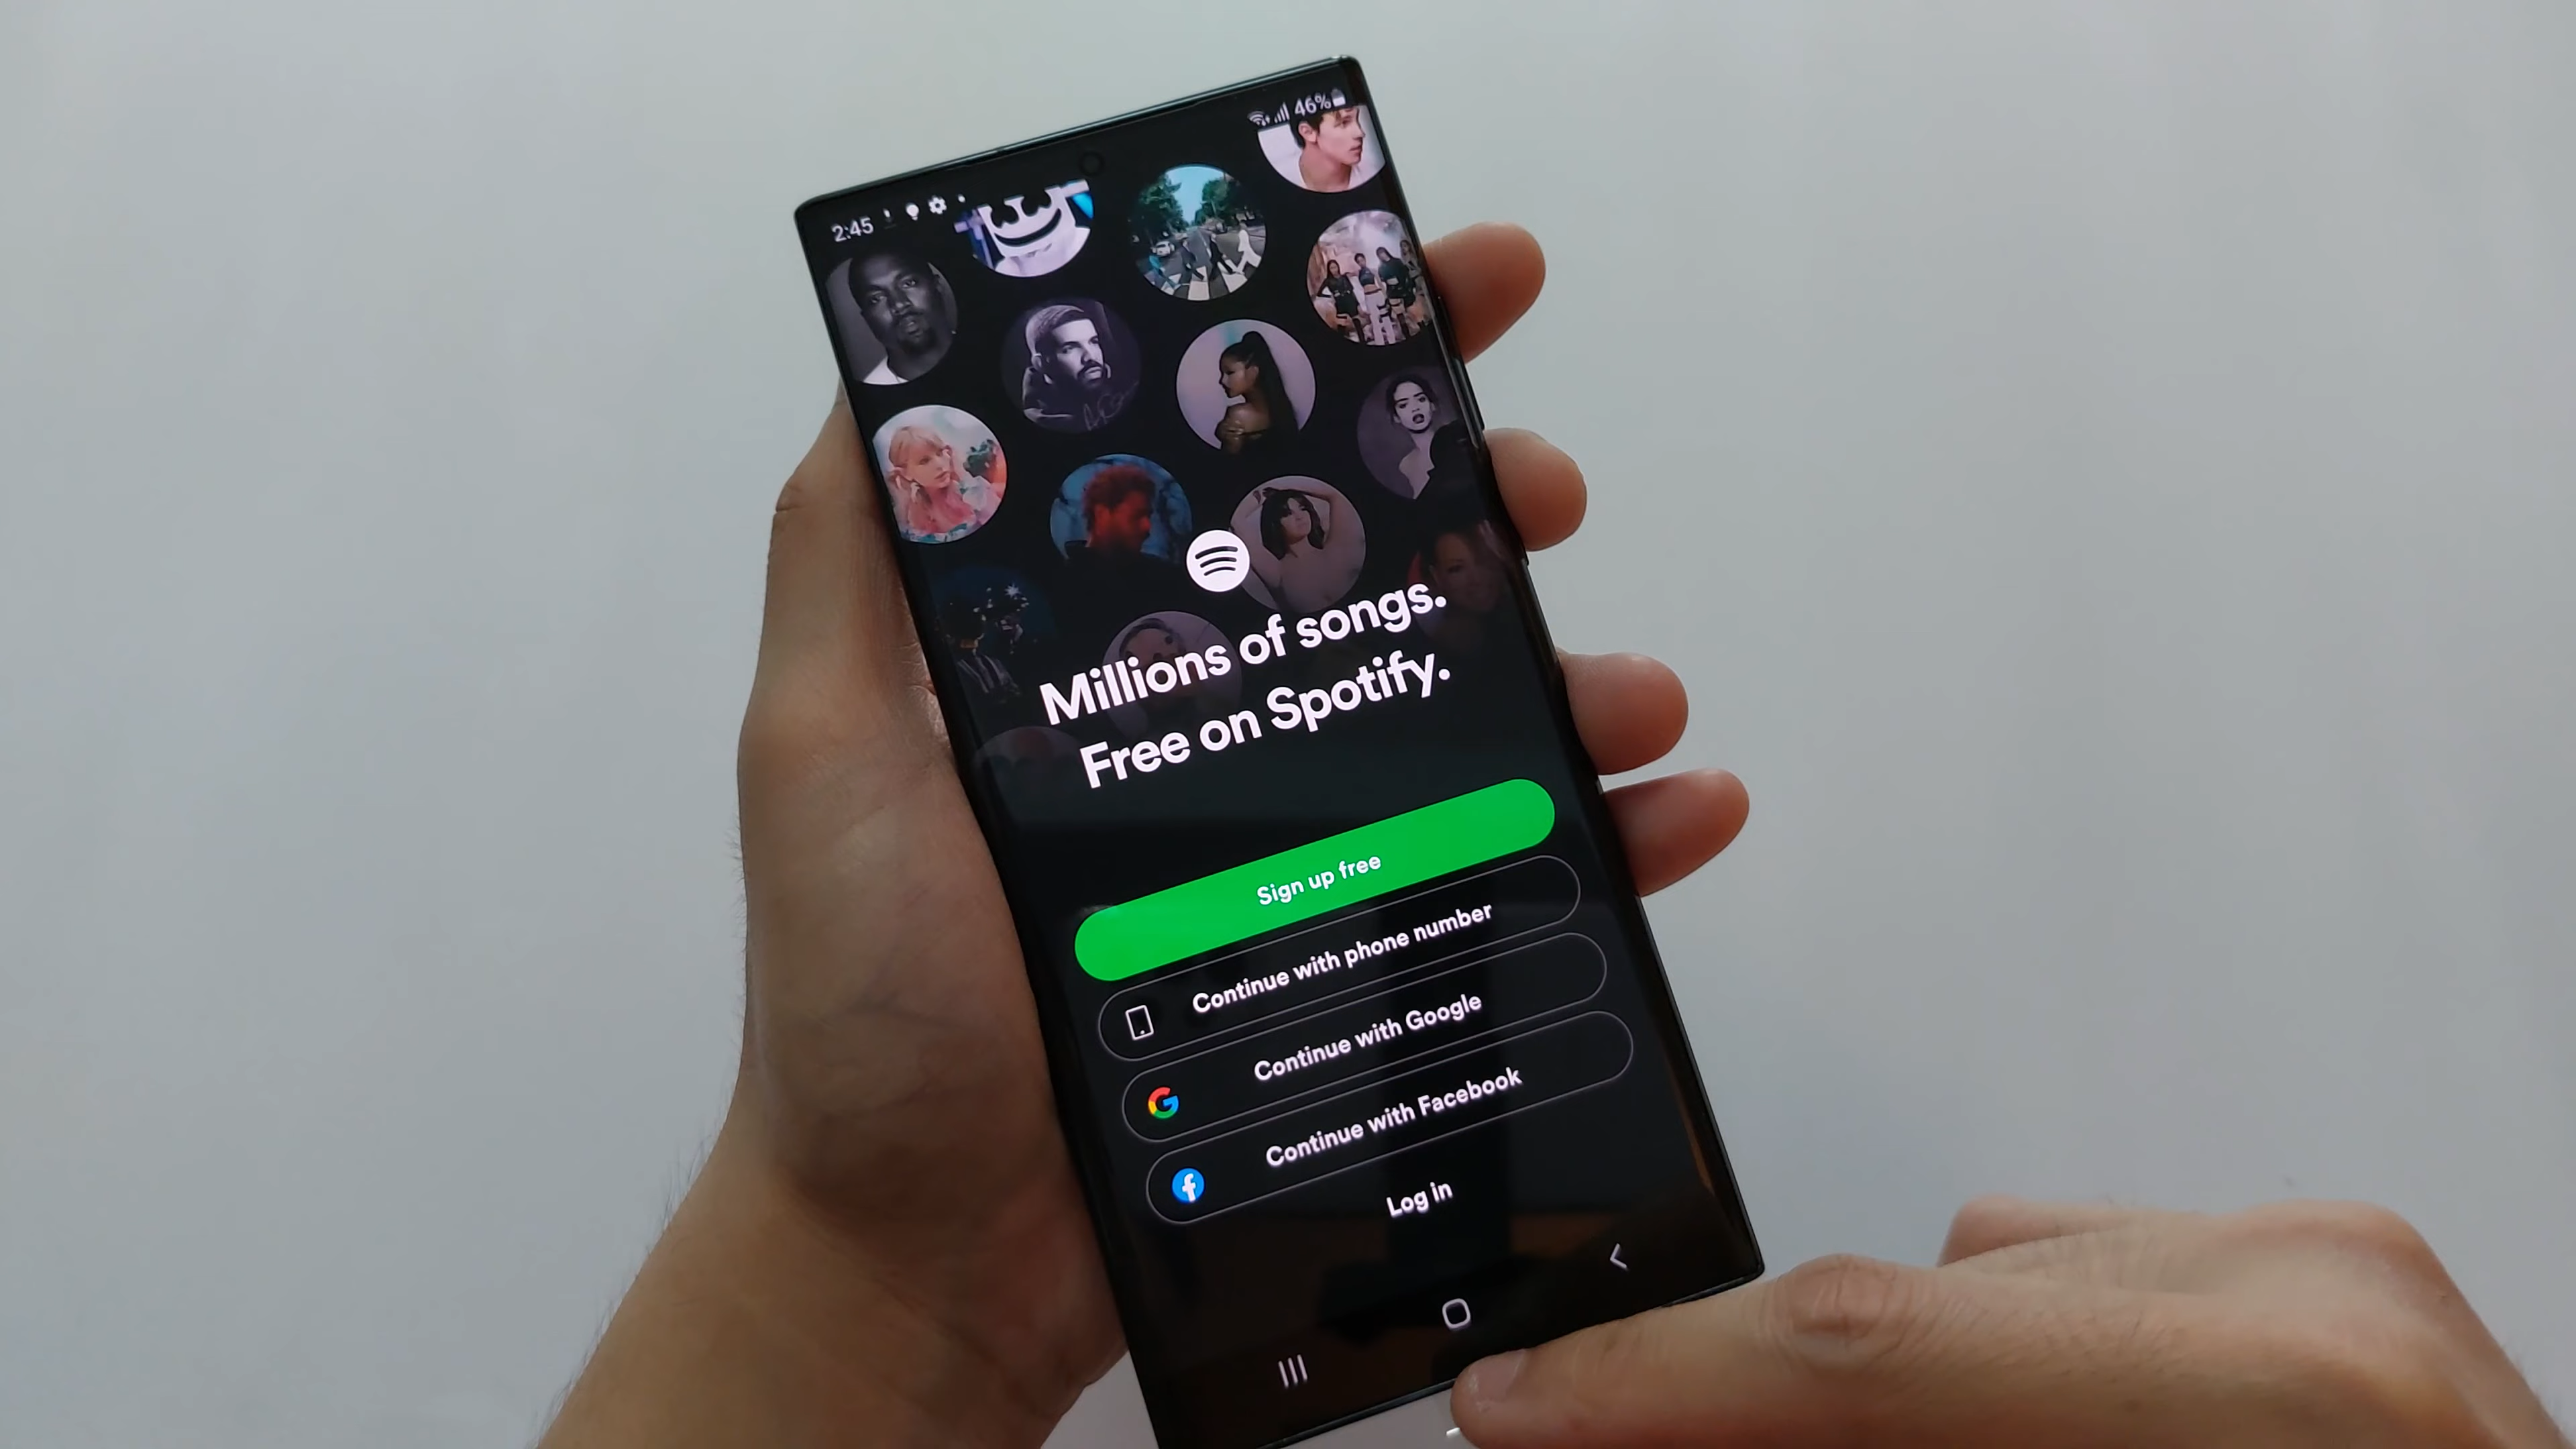 2:45
46%
Millions of songs.
Free on Spotify.
Sign up free
Continue with phone number
Continue with Google
Continue with Facebook
Log in